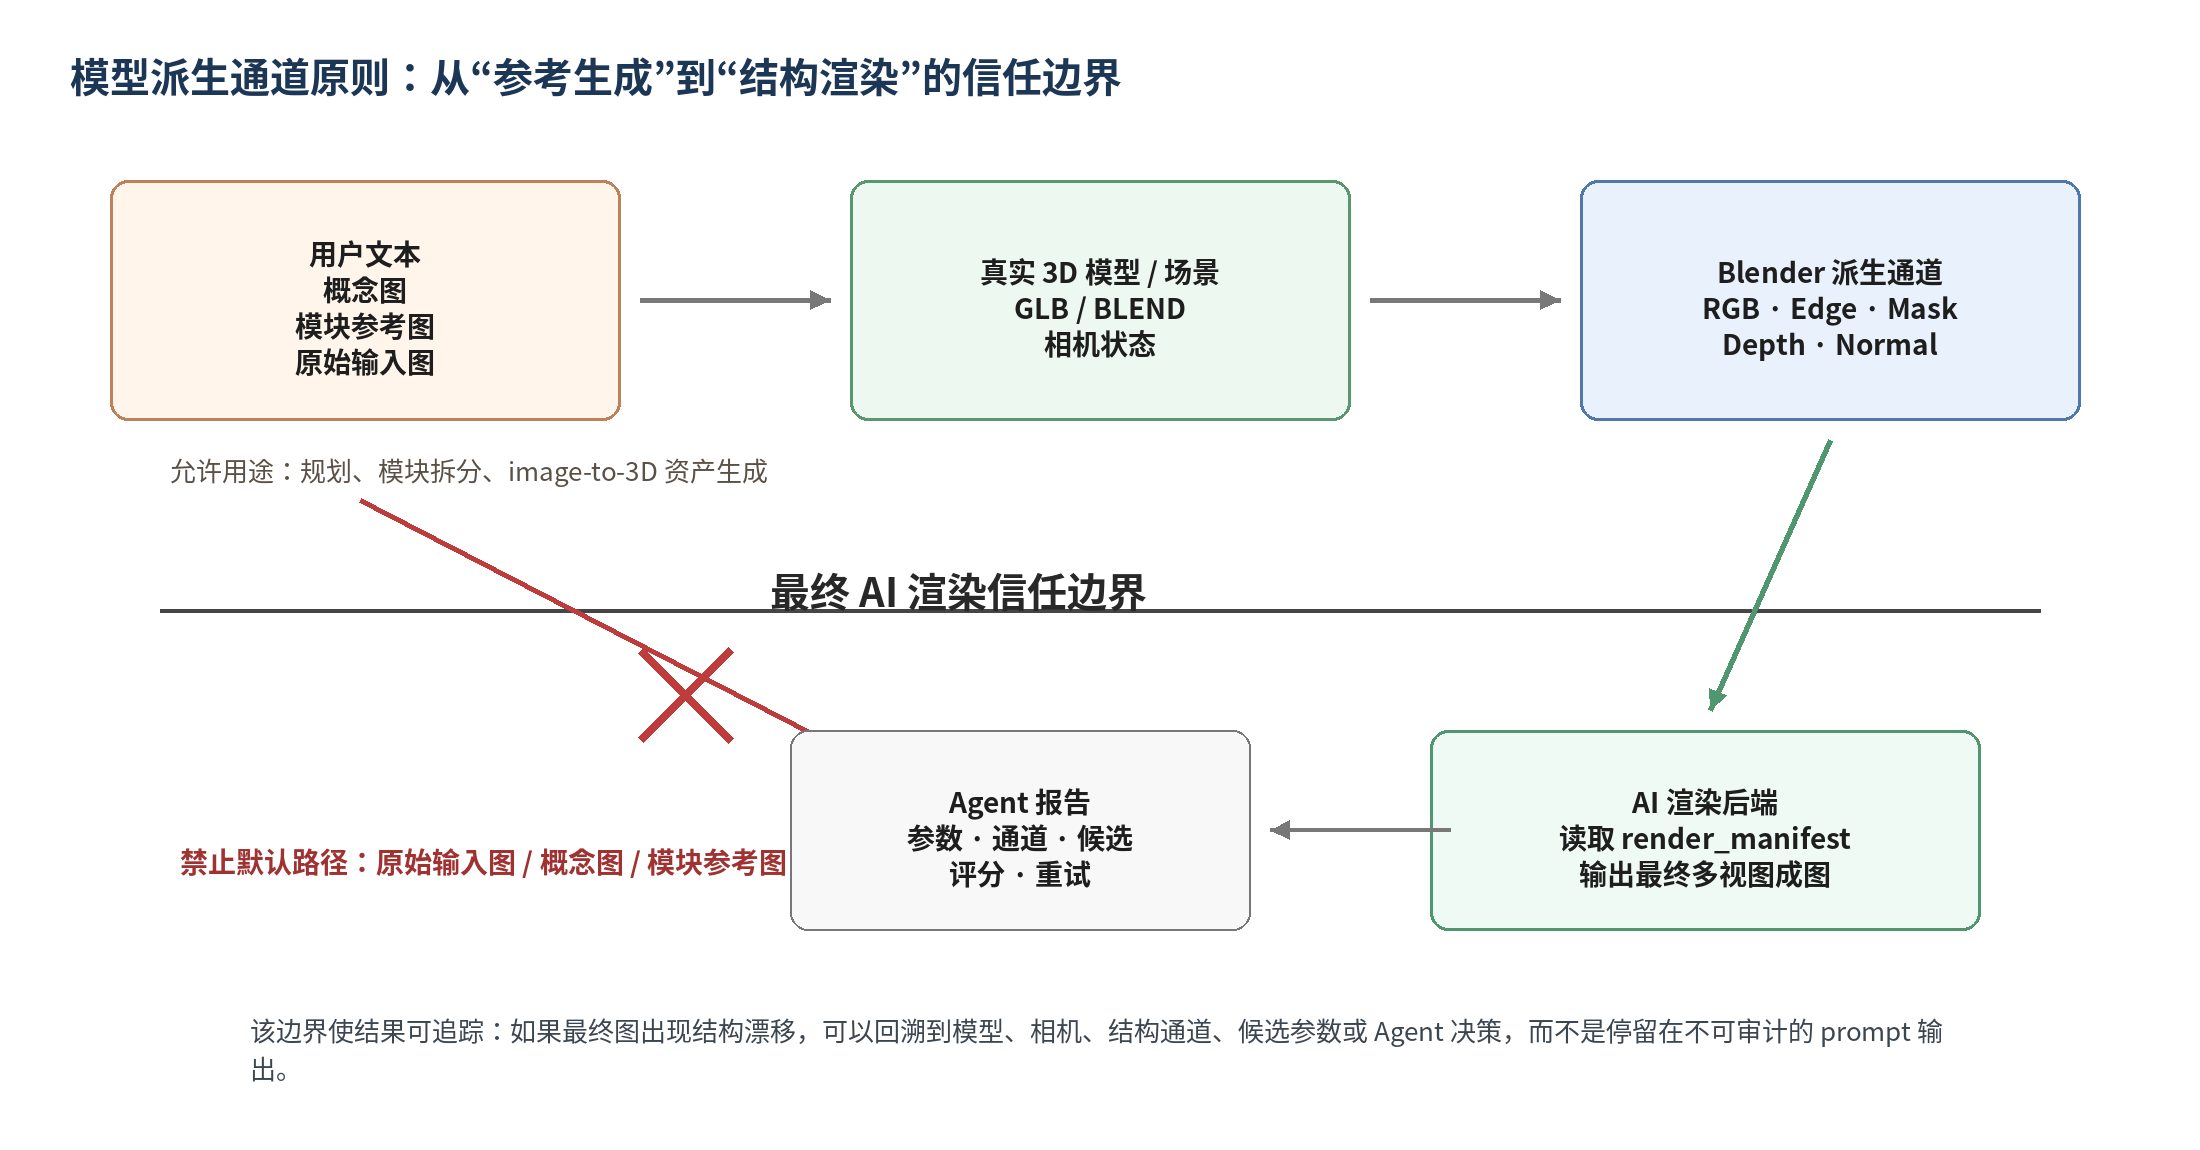 模型派生通道原则：从“参考生成”到“结构渲染”的信任边界
用户文本
概念图
模块参考图
原始输入图
真实 3D 模型 / 场景
GLB / BLEND
相机状态
Blender 派生通道
RGB · Edge · Mask
Depth · Normal
允许用途：规划、模块拆分、image-to-3D 资产生成
最终 AI 渲染信任边界
禁止默认路径：原始输入图 / 概念图 / 模块参考图
Agent 报告
参数 · 通道 · 候选
评分 · 重试
AI 渲染后端
读取 render_manifest
输出最终多视图成图
该边界使结果可追踪：如果最终图出现结构漂移，可以回溯到模型、相机、结构通道、候选参数或 Agent 决策，而不是停留在不可审计的 prompt 输
出。